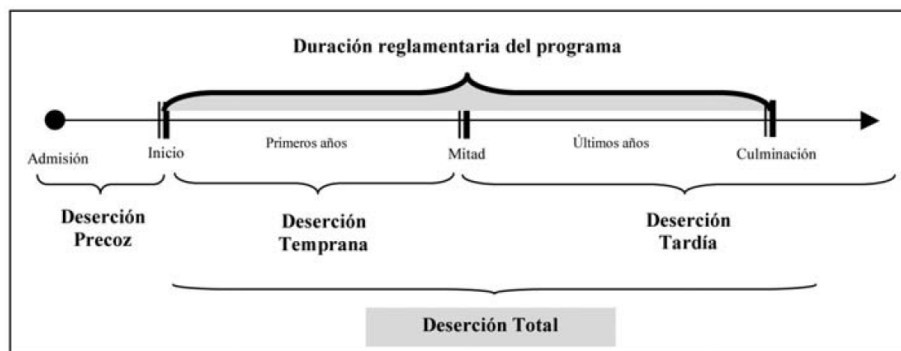 Duración reglamentaria del programa
Primeros años
Últimos años
Admisión
Inicio
Mitad
Culminación
Deserción
Precoz
Deserción
Temprana
Deserción
Tardía
Deserción Total